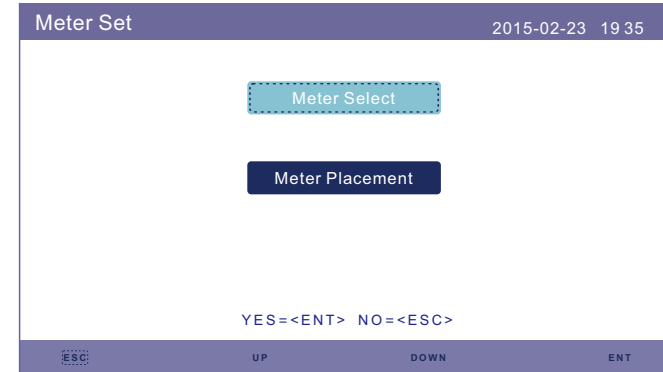 Meter Set 2015-02-23 19 35
Meter Select
Meter Placement
YES=<ENT> NO=<ESC>
ESC UP DOWN ENT